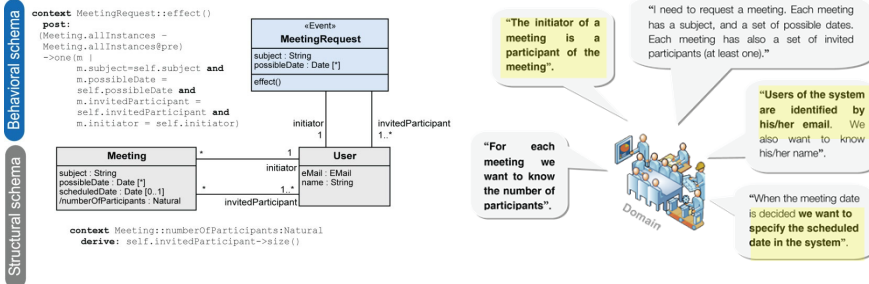 Behavioral schema
context MeetingRequest::effect()
post:
(Meeting.allInstances -
Meeting.allInstances@pre)
->one(m |
m.subject=self.subject and
m.possibleDate =
self.possibleDate and
m.invitedParticipant =
self.invitedParticipant and
m.initiator = self.initiator)
«Event»
MeetingRequest
subject : String
possibleDate : Date [*]
effect()
initiator
1
invitedParticipant
1..*
Structural schema
Meeting
subject : String
possibleDate : Date [*]
scheduledDate : Date [0..1]
/numberOfParticipants : Natural
*
1
initiator
*
1..*
invitedParticipant
User
eMail : EMail
name : String
context Meeting::numberOfParticipants:Natural
derive: self.invitedParticipant->size()
"The initiator of a
meeting is a
participant of the
meeting".
"I need to request a meeting. Each meeting
has a subject, and a set of possible dates.
Each meeting has also a set of invited
participants (at least one)."
"For each
meeting we
want to know
the number of
participants".
Domain
"Users of the system
are identified by
his/her email. We
also want to know
his/her name".
"When the meeting date
is decided we want to
specify the scheduled
date in the system".